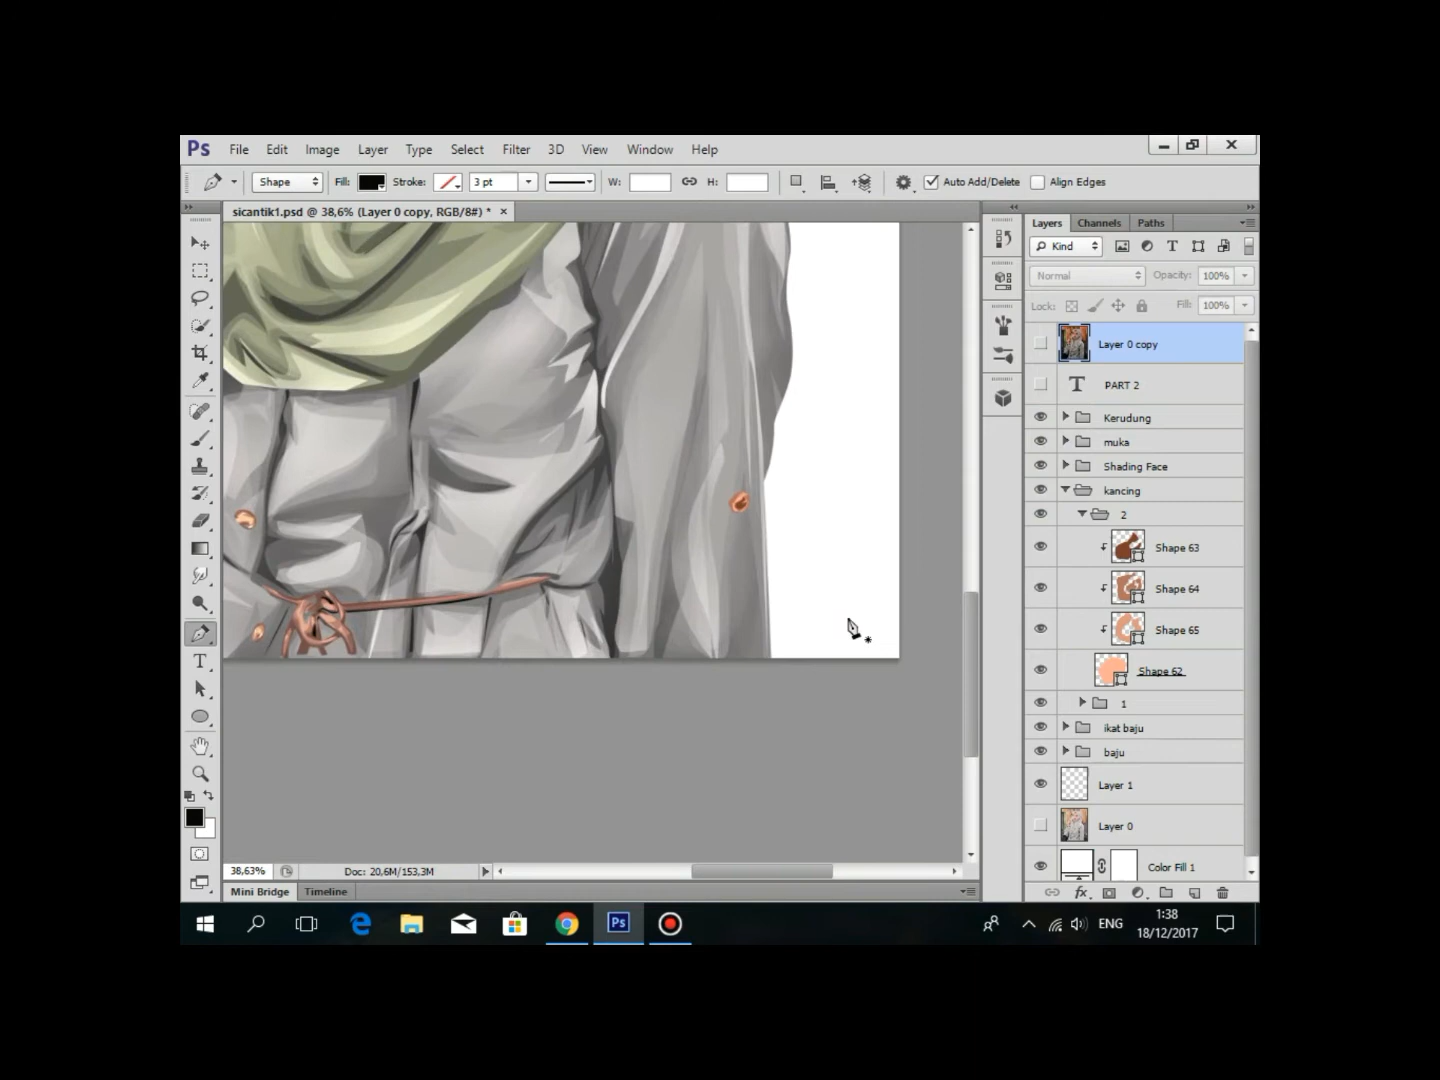 Ps File Edit Image Layer Type Select Filter 3D View Window Help
Shape Fill: Stroke: 3 pt W: H: Auto Add/Delete Align Edges
sicantik1.psd @ 38,6% (Layer 0 copy, RGB/8#) * ×
Layers Channels Paths
Kind
Normal Opacity: 100%
Lock: Fill: 100%
Layer 0 copy
PART 2
Kerudung
muka
Shading Face
kancing
2
Shape 63
Shape 64
Shape 65
Shape 62
1
ikat baju
baju
Layer 1
Layer 0
Color Fill 1
38,63% Doc: 20,6M/153,3M
Mini Bridge Timeline
Ps ENG 1:38
18/12/2017